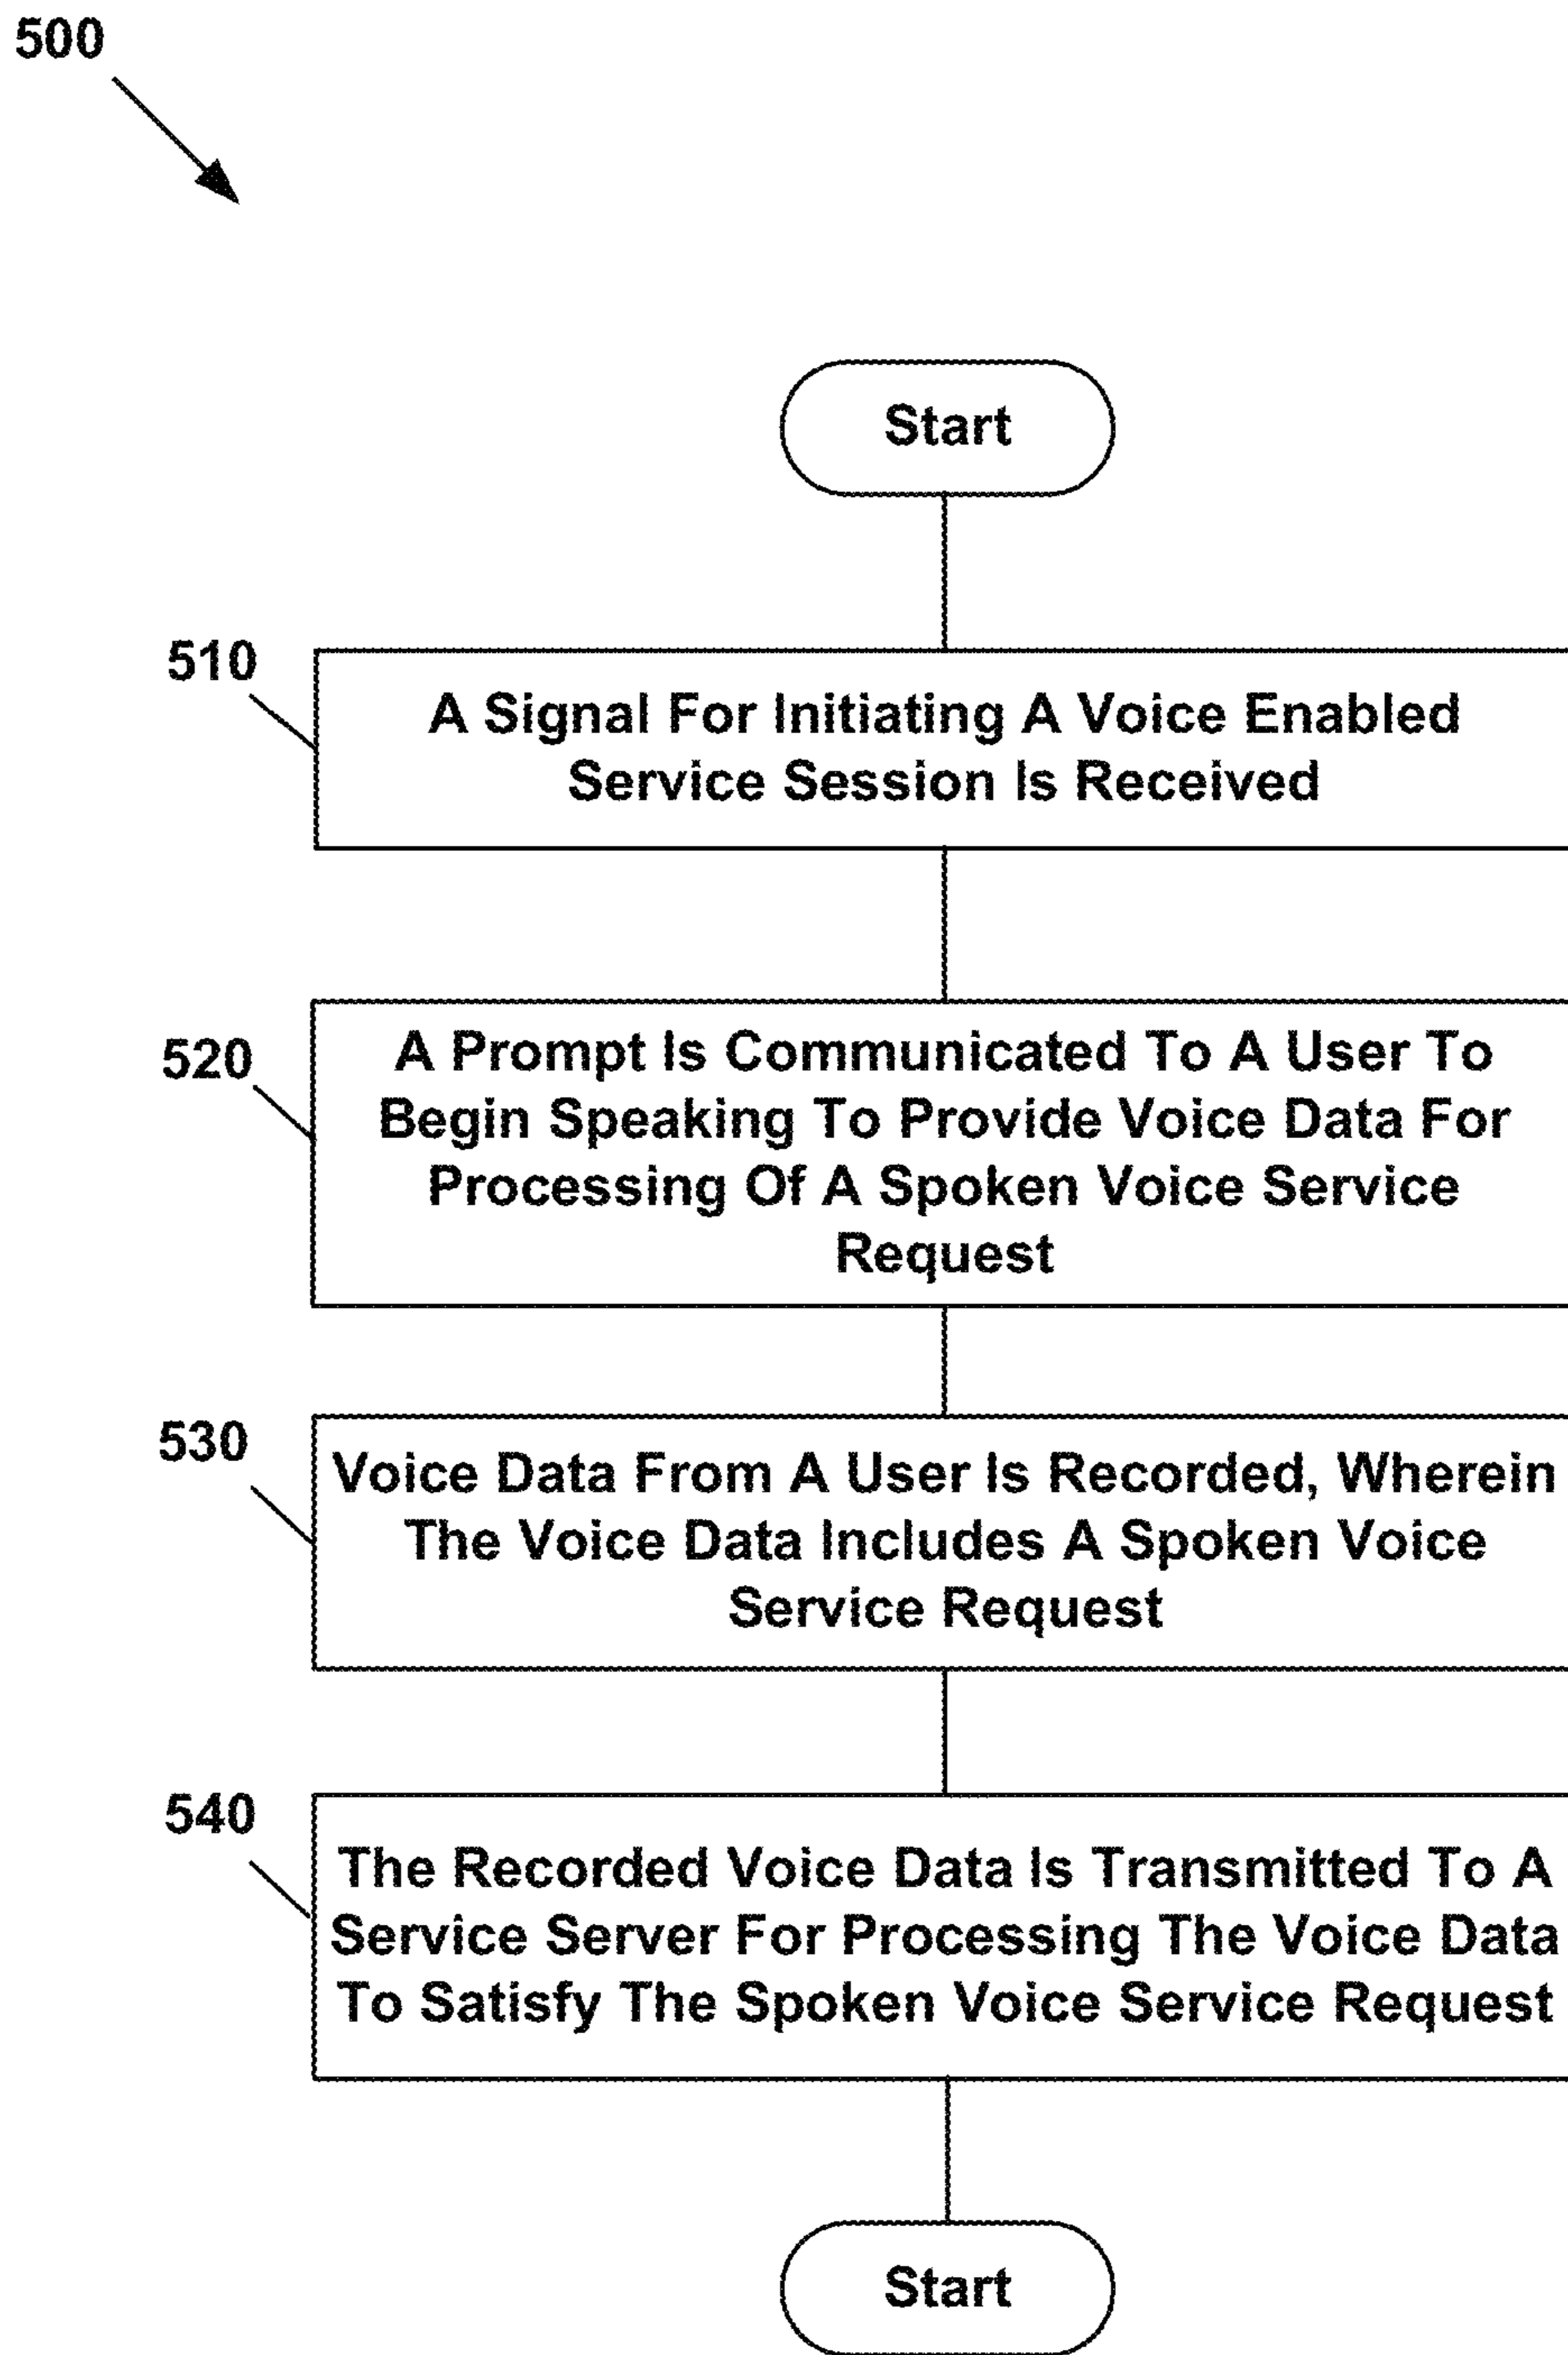 500
Start
510
A Signal For Initiating A Voice Enabled
Service Session Is Received
520
A Prompt Is Communicated To A User To
Begin Speaking To Provide Voice Data For
Processing Of A Spoken Voice Service
Request
530
Voice Data From A User Is Recorded, Wherein
The Voice Data Includes A Spoken Voice
Service Request
540
The Recorded Voice Data Is Transmitted To A
Service Server For Processing The Voice Data
To Satisfy The Spoken Voice Service Request
Start